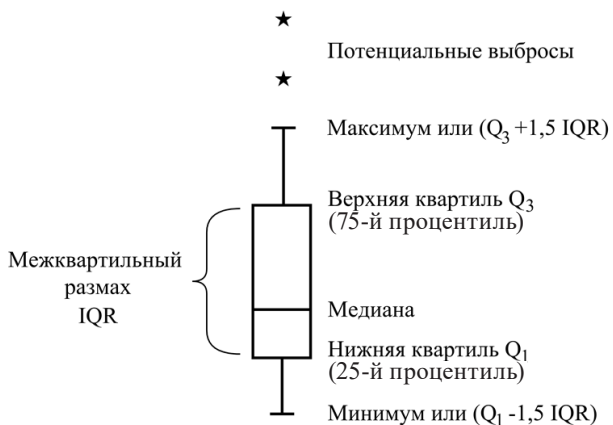 Потенциальные выбросы
Максимум или (Q3 +1,5 IQR)
Верхняя квартиль Q3
(75-й процентиль)
Межквартильный
размах
IQR
Медиана
Нижняя квартиль Q1
(25-й процентиль)
Минимум или (Q1 -1,5 IQR)